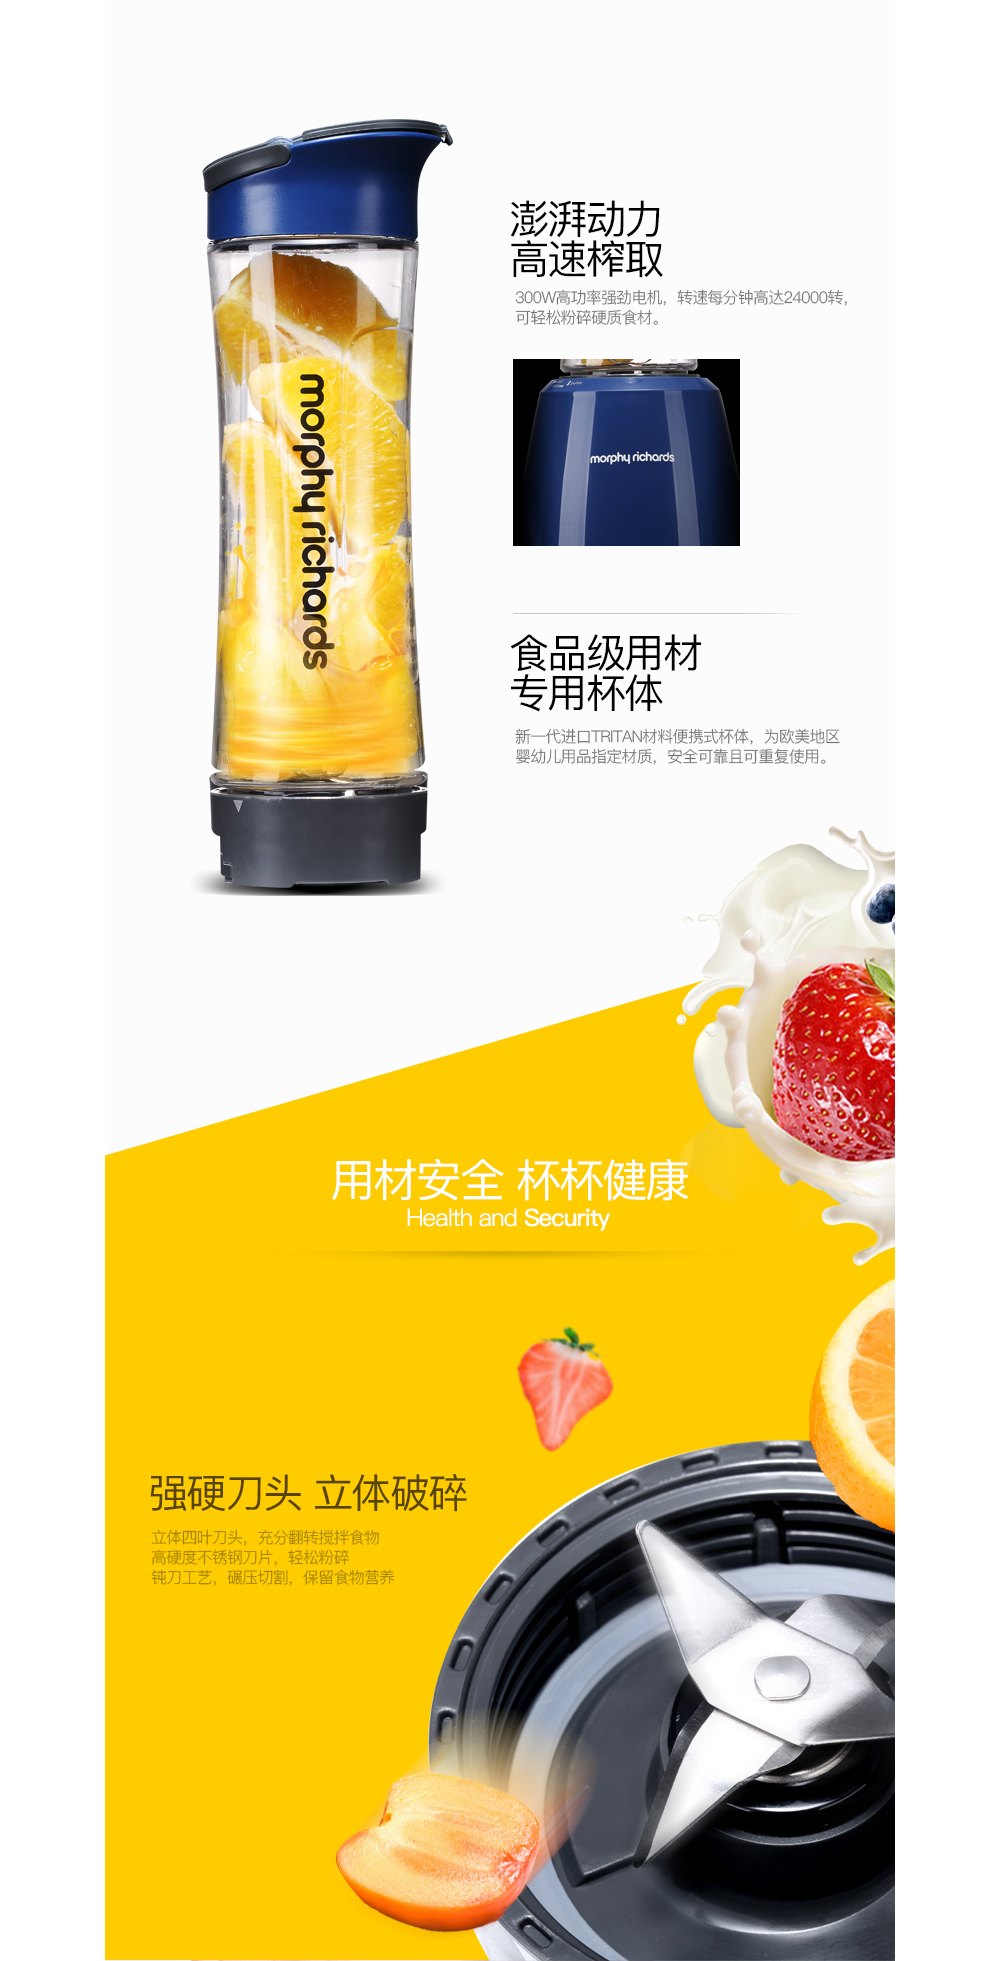 澎湃动力
高速榨取
300W高功率强劲电机，转速每分钟高达24000转，
可轻松粉碎硬质食材。
morphy richards
morphy richards
食品级用材
专用杯体
新一代进口TRITAN材料便携式杯体，为欧美地区
婴幼儿用品指定材质，安全可靠且可重复使用。
用材安全 杯杯健康
Health and Security
强硬刀头 立体破碎
立体四叶刀头，充分翻转搅拌食物
高硬度不锈钢刀片，轻松粉碎
钝刀工艺，碾压切割，保留食物营养